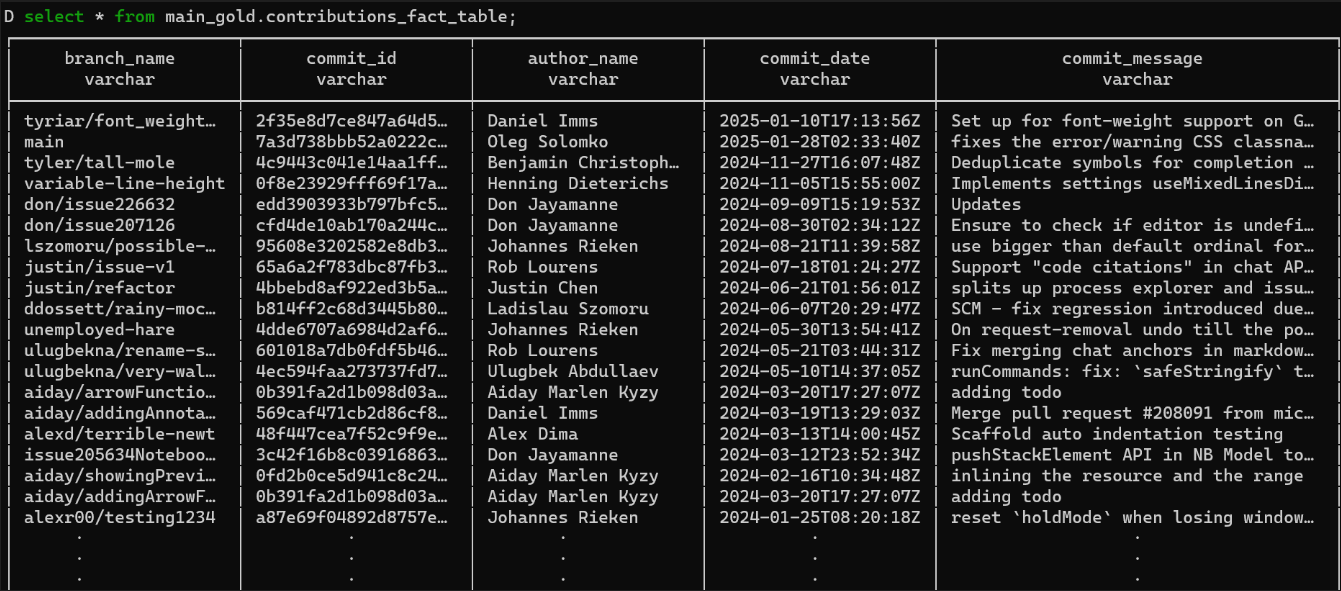 D select * from main_gold.contributions_fact_table;
branch_name commit_id author_name commit_date commit_message
varchar varchar varchar varchar varchar
tyriar/font_weight… 2f35e8d7ce847a64d5… Daniel Imms 2025-01-10T17:13:56Z Set up for font-weight support on G…
main 7a3d738bbb52a0222c… Oleg Solomko 2025-01-28T02:33:40Z fixes the error/warning CSS classna…
tyler/tall-mole 4c9443c041e14aa1ff… Benjamin Christoph… 2024-11-27T16:07:48Z Deduplicate symbols for completion …
variable-line-height 0f8e23929fff69f17a… Henning Dieterichs 2024-11-05T15:55:00Z Implements settings useMixedLinesDi…
don/issue226632 edd3903933b797bfc5… Don Jayamanne 2024-09-09T15:19:53Z Updates
don/issue207126 cfd4de10ab170a244c… Don Jayamanne 2024-08-30T02:34:12Z Ensure to check if editor is undefi…
lszomoru/possible-… 95608e3202582e8db3… Johannes Rieken 2024-08-21T11:39:58Z use bigger than default ordinal for…
justin/issue-v1 65a6a2f783dbc87fb3… Rob Lourens 2024-07-18T01:24:27Z Support "code citations" in chat AP…
justin/refactor 4bbebd8af922ed3b5a… Justin Chen 2024-06-21T01:56:01Z splits up process explorer and issu…
ddossett/rainy-moc… b814ff2c68d3445b80… Ladislau Szomoru 2024-06-07T20:29:47Z SCM - fix regression introduced due…
unemployed-hare 4dde6707a6984d2af6… Johannes Rieken 2024-05-30T13:54:41Z On request-removal undo till the po…
ulugbekna/rename-s… 601018a7db0fdf5b46… Rob Lourens 2024-05-21T03:44:31Z Fix merging chat anchors in markdow…
ulugbekna/very-wal… 4ec594faa273737fd7… Ulugbek Abdullaev 2024-05-10T14:37:05Z runCommands: fix: `safeStringify` t…
aiday/arrowFunctio… 0b391fa2d1b098d03a… Aiday Marlen Kyzy 2024-03-20T17:27:07Z adding todo
aiday/addingAnnota… 569caf471cb2d86cf8… Daniel Imms 2024-03-19T13:29:03Z Merge pull request #208091 from mic…
alexd/terrible-newt 48f447cea7f52c9f9e… Alex Dima 2024-03-13T14:00:45Z Scaffold auto indentation testing
issue205634Noteboo… 3c42f16b8c03916863… Don Jayamanne 2024-03-12T23:52:34Z pushStackElement API in NB Model to…
aiday/showingPrevi… 0fd2b0ce5d941c8c24… Aiday Marlen Kyzy 2024-02-16T10:34:48Z inlining the resource and the range
aiday/addingArrowF… 0b391fa2d1b098d03a… Aiday Marlen Kyzy 2024-03-20T17:27:07Z adding todo
alexr00/testing1234 a87e69f04892d8757e… Johannes Rieken 2024-01-25T08:20:18Z reset `holdMode` when losing window…
· · · · ·
· · · · ·
· · · · ·